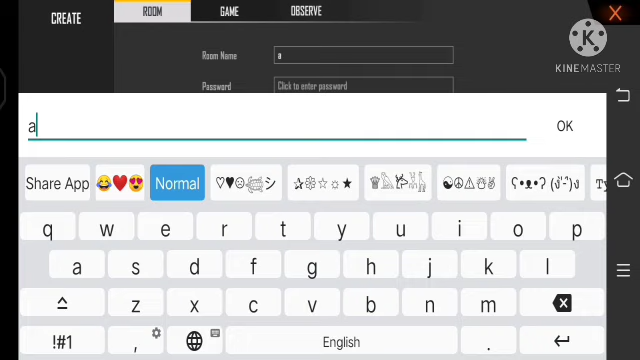 CREATE
ROOM GAME OBSERVE
Room Name a
Password Click to enter password
KINEMASTER
a OK
Share App 😂❤️😍 Normal
q w e r t y u i o p
a s d f g h j k l
z x c v b n m
!#1 , English .